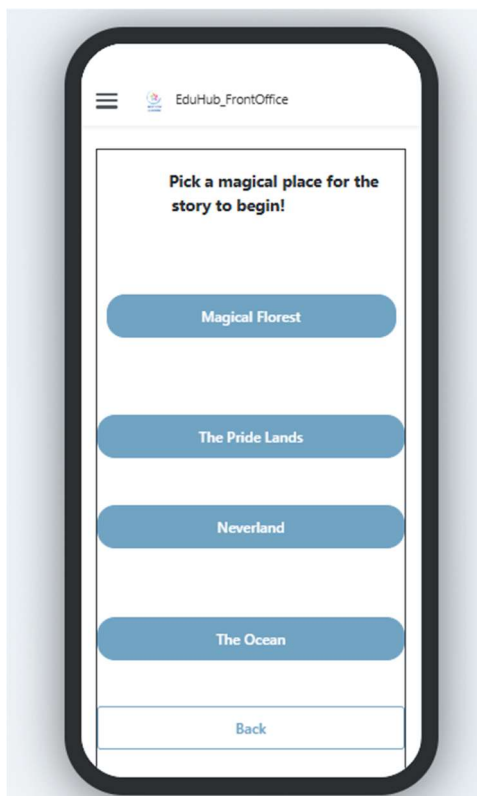 EduHub_FrontOffice
Pick a magical place for the
story to begin!
Magical Florest
The Pride Lands
Neverland
The Ocean
Back